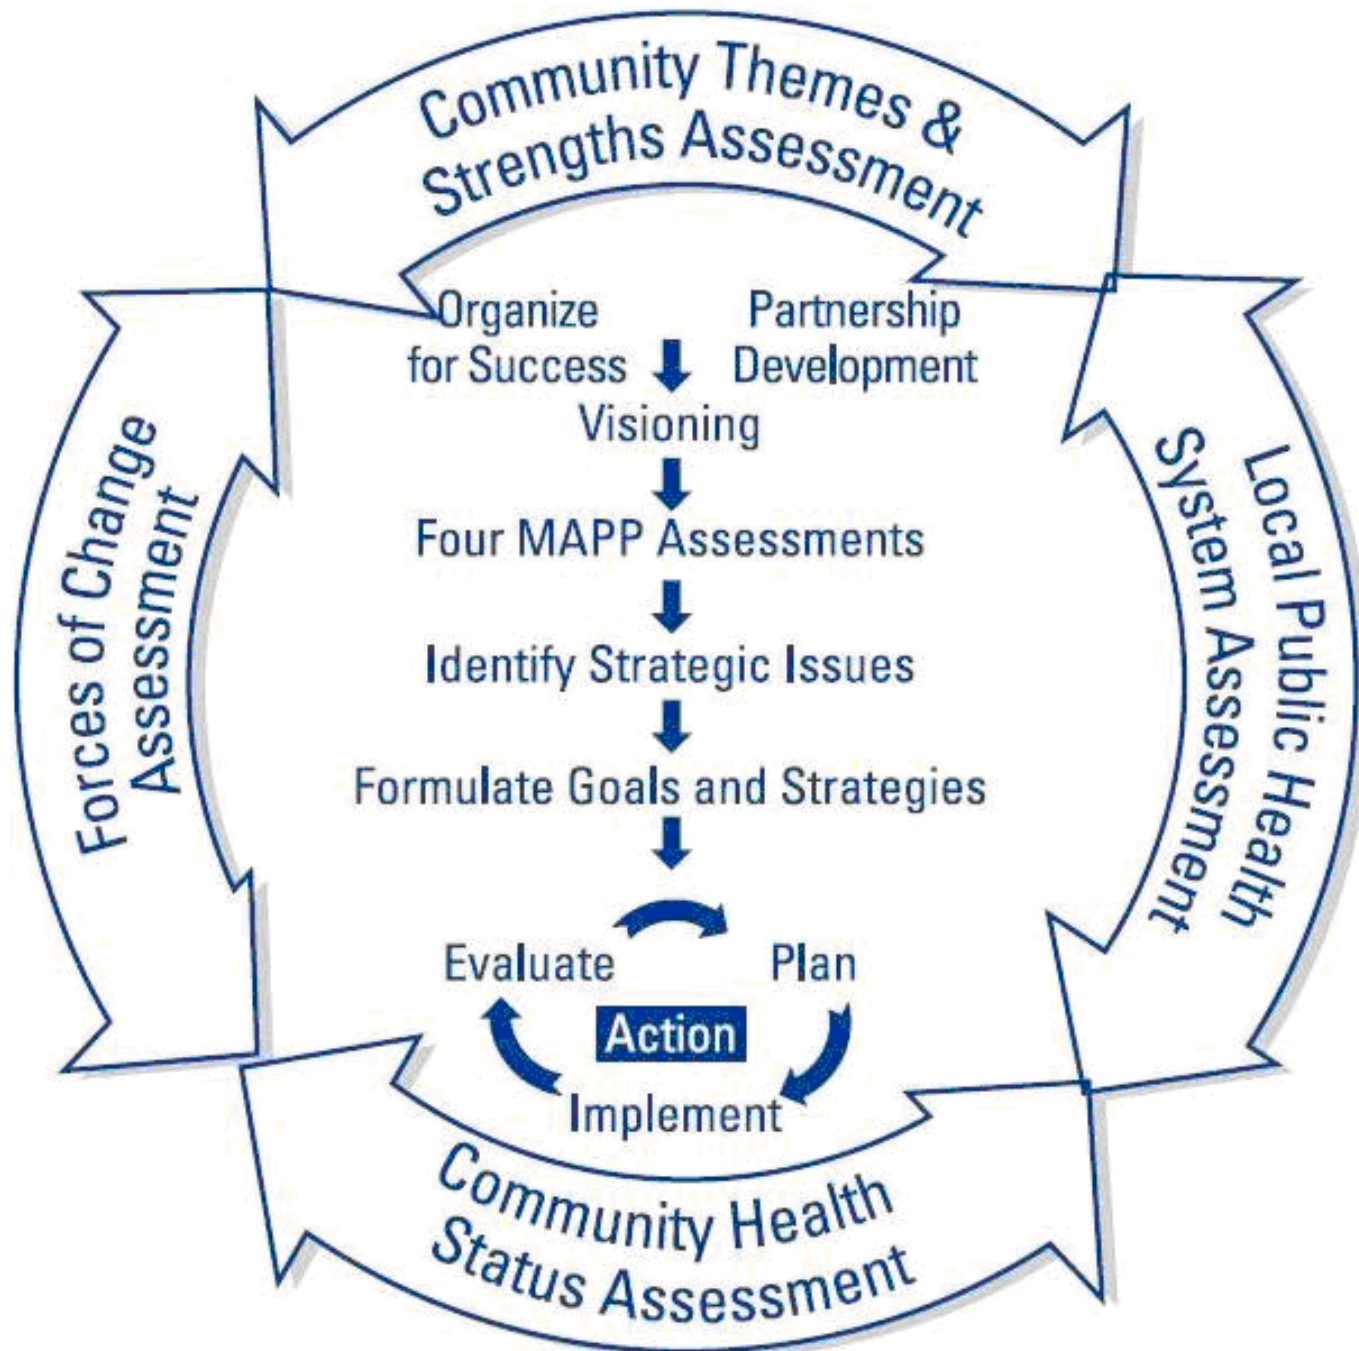 Community Themes &
Strengths Assessment
Organize
for Success
Partnership
Development
Visioning
Four MAPP Assessments
Identify Strategic Issues
Formulate Goals and Strategies
Evaluate
Plan
Action
Implement
Forces of Change
Assessment
Local Public Health
System Assessment
Community Health
Status Assessment